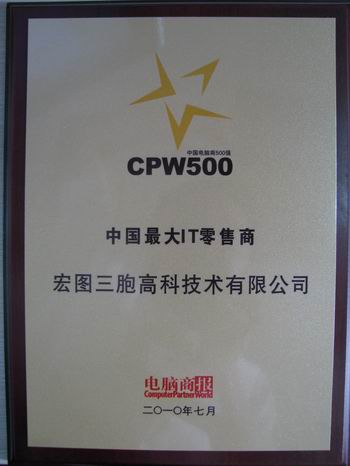 中国电脑商500强
CPW500
中国最大IT零售商
宏图三胞高科技术有限公司
电脑商报
ComputerPartnerWorld
二〇一〇年七月